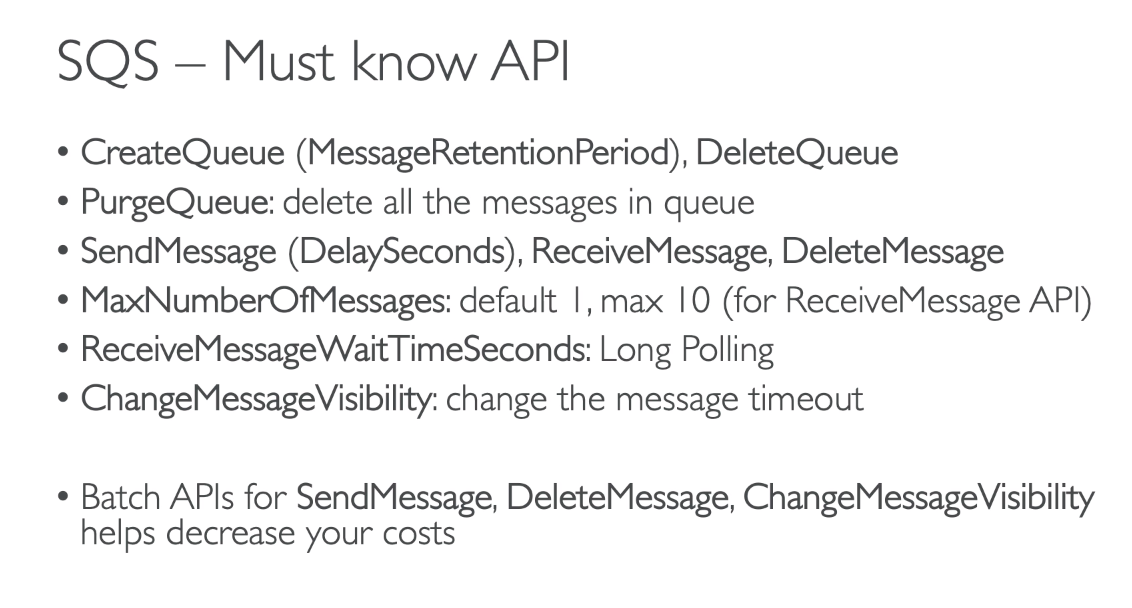 SQS – Must know API
• CreateQueue (MessageRetentionPeriod), DeleteQueue
• PurgeQueue: delete all the messages in queue
• SendMessage (DelaySeconds), ReceiveMessage, DeleteMessage
• MaxNumberOfMessages: default 1, max 10 (for ReceiveMessage API)
• ReceiveMessageWaitTimeSeconds: Long Polling
• ChangeMessageVisibility: change the message timeout
• Batch APIs for SendMessage, DeleteMessage, ChangeMessageVisibility
helps decrease your costs